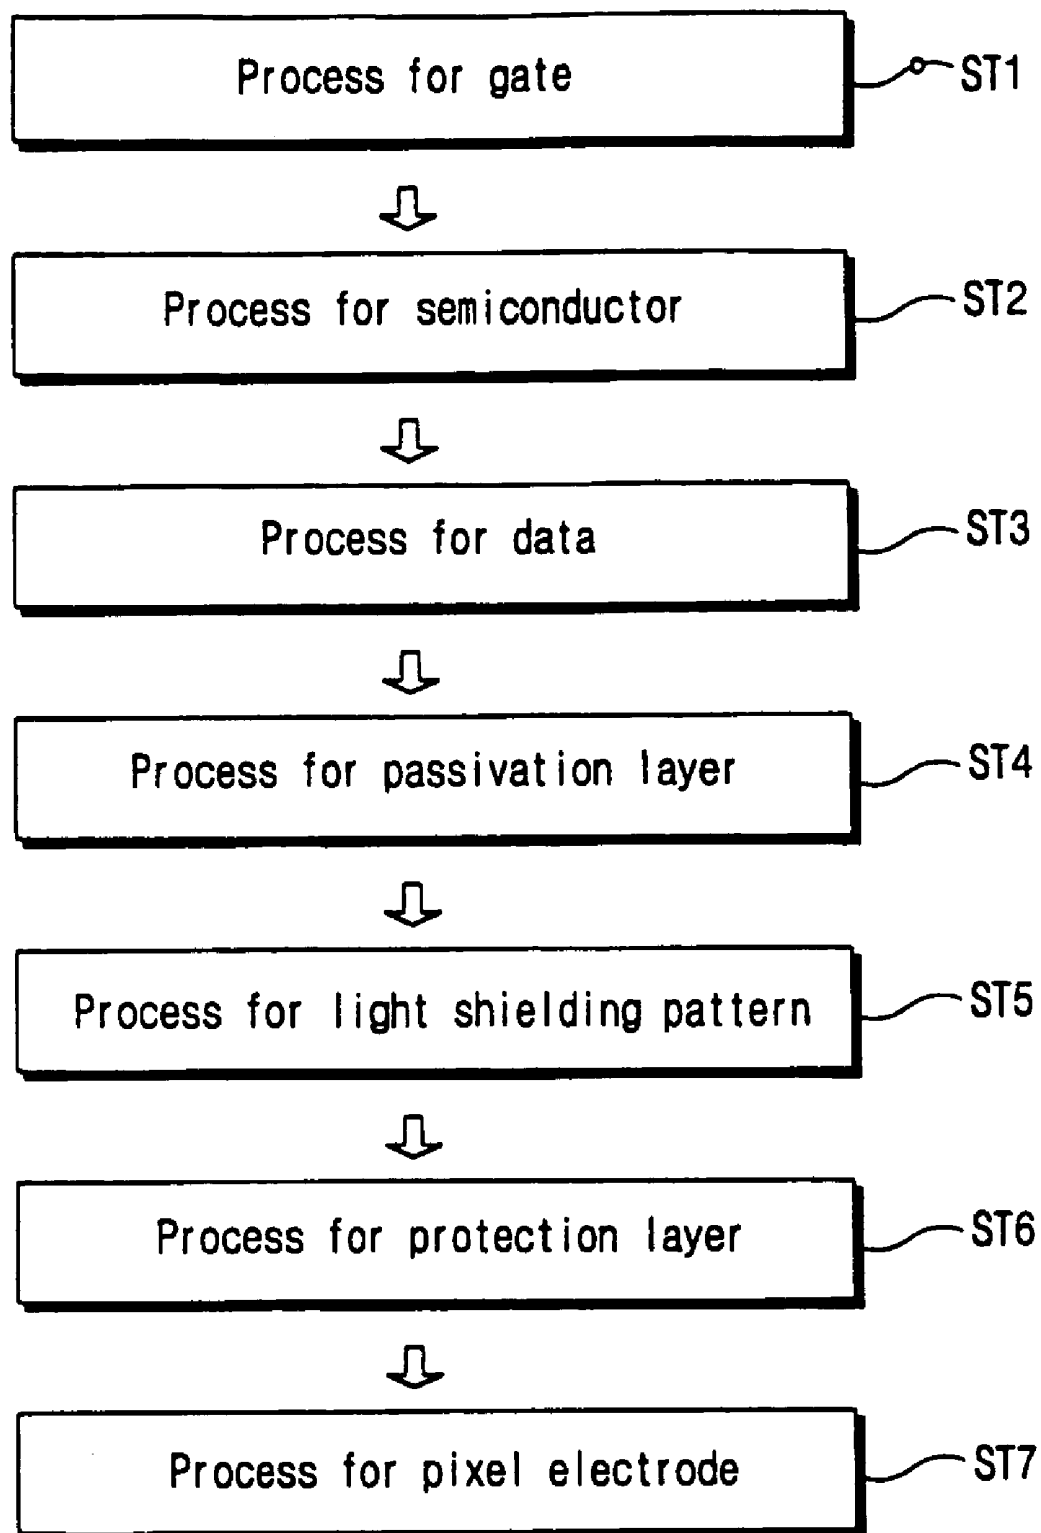 Process for gate
ST1
Process for semiconductor
ST2
Process for data
ST3
Process for passivation layer
ST4
Process for light shielding pattern
ST5
Process for protection layer
ST6
Process for pixel electrode
ST7